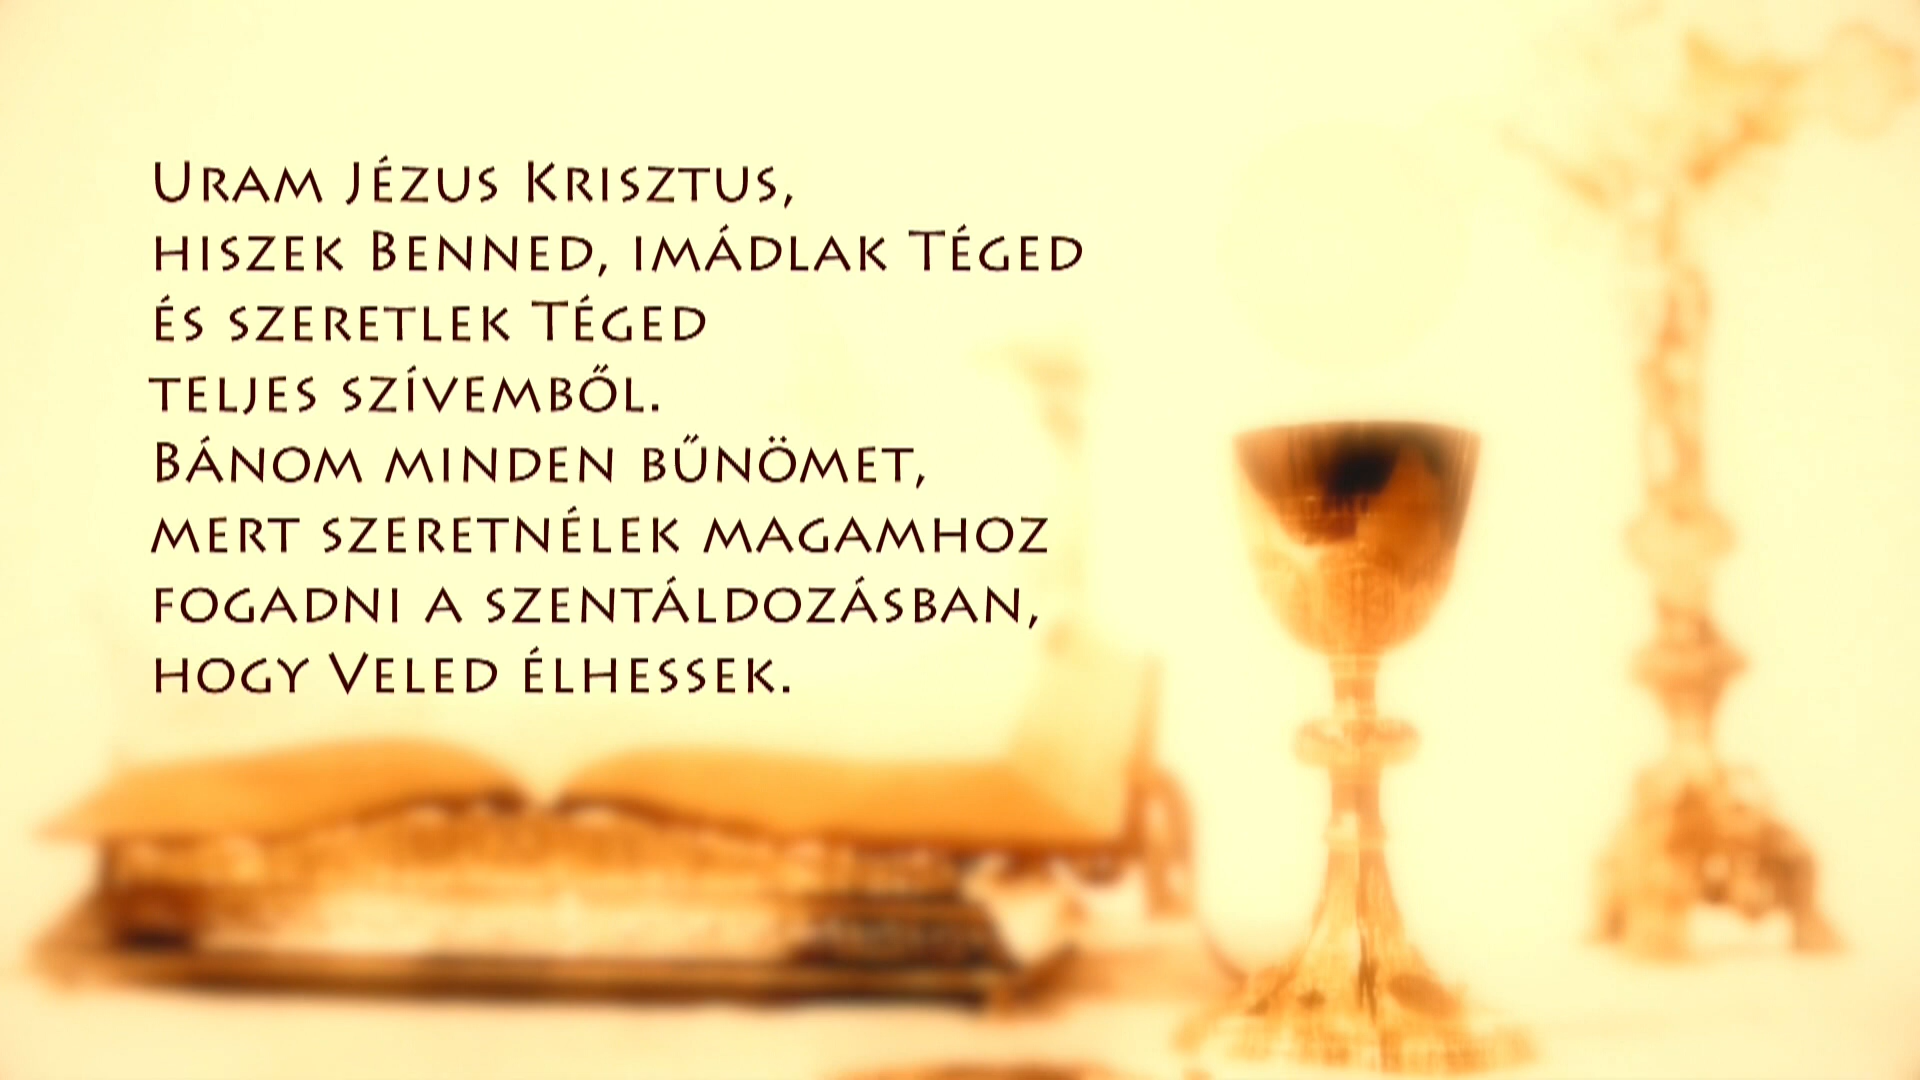 Uram Jézus Krisztus,
hiszek Benned, imádlak Téged
és szeretlek Téged
teljes szívemből.
Bánom minden bűnömet,
mert szeretnélek magamhoz
fogadni a szentáldozásban,
hogy Veled élhessek.